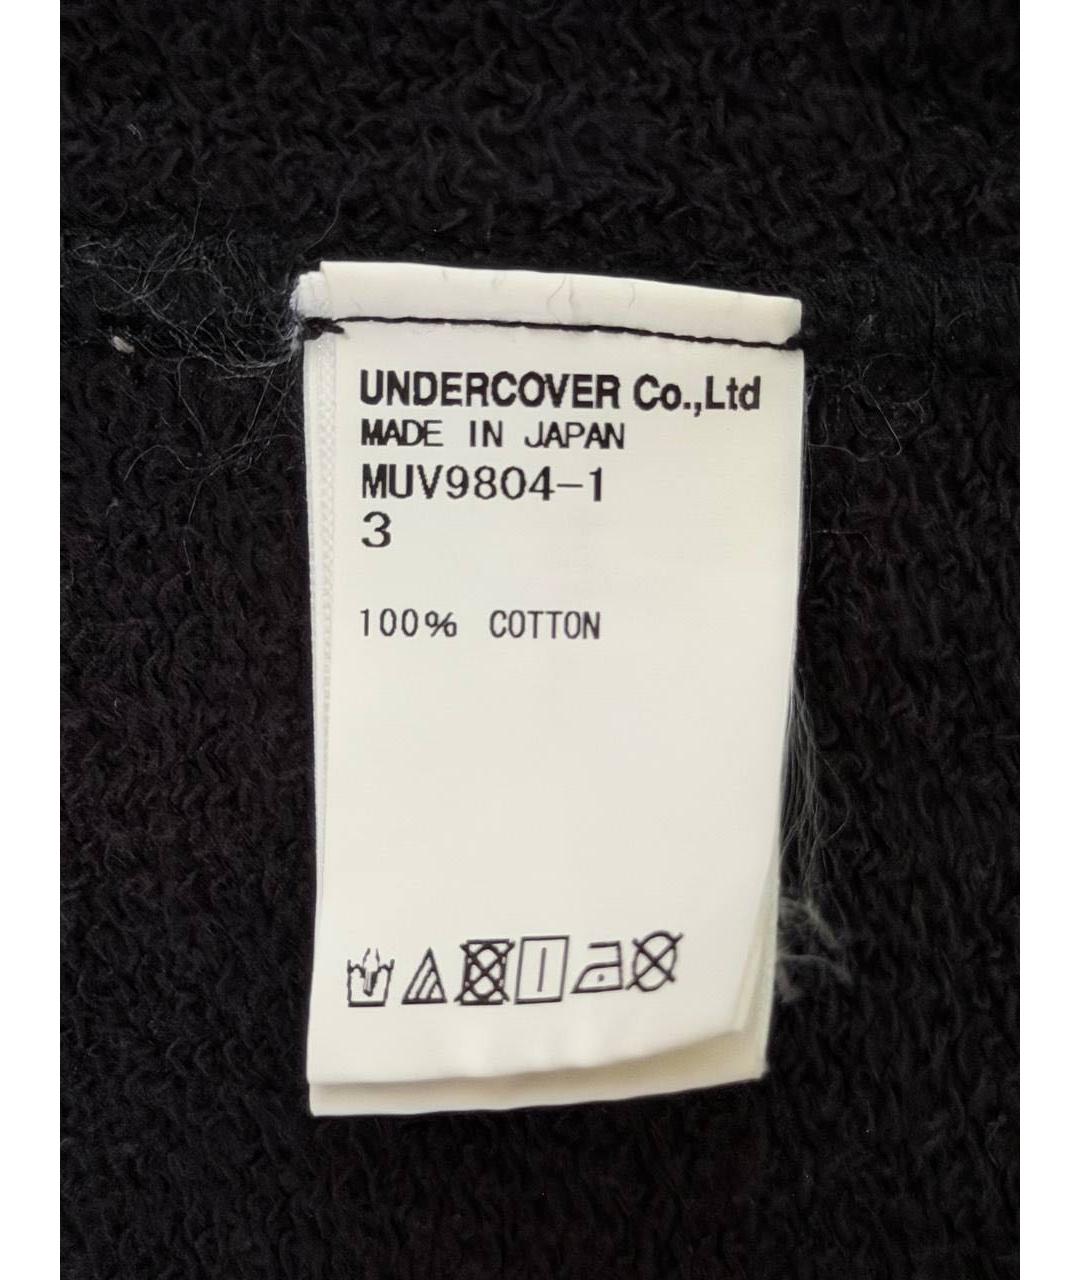 UNDERCOVER Co.,Ltd
MADE IN JAPAN
MUV9804-1
3
100% COTTON